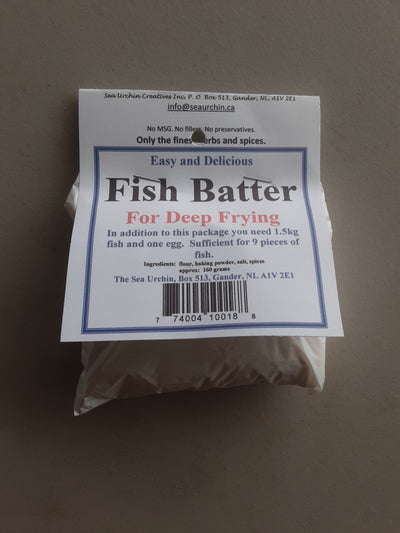 Sea Urchin Creatives Inc, P. O. Box 513, Gander, NL, A1V 2E1
info@seaurchin.ca
No MSG. No fillers. No preservatives.
Only the fines herbs and spices.
Easy and Delicious
Fish Batter
For Deep Frying
In addition to this package you need 1.5kg
fish and one egg. Sufficient for 9 pieces of
fish.
Ingredients: flour, baking powder, salt, spices
approx: 160 grams
The Sea Urchin, Box 513, Gander, NL A1V 2E1
7 74004 10018 8